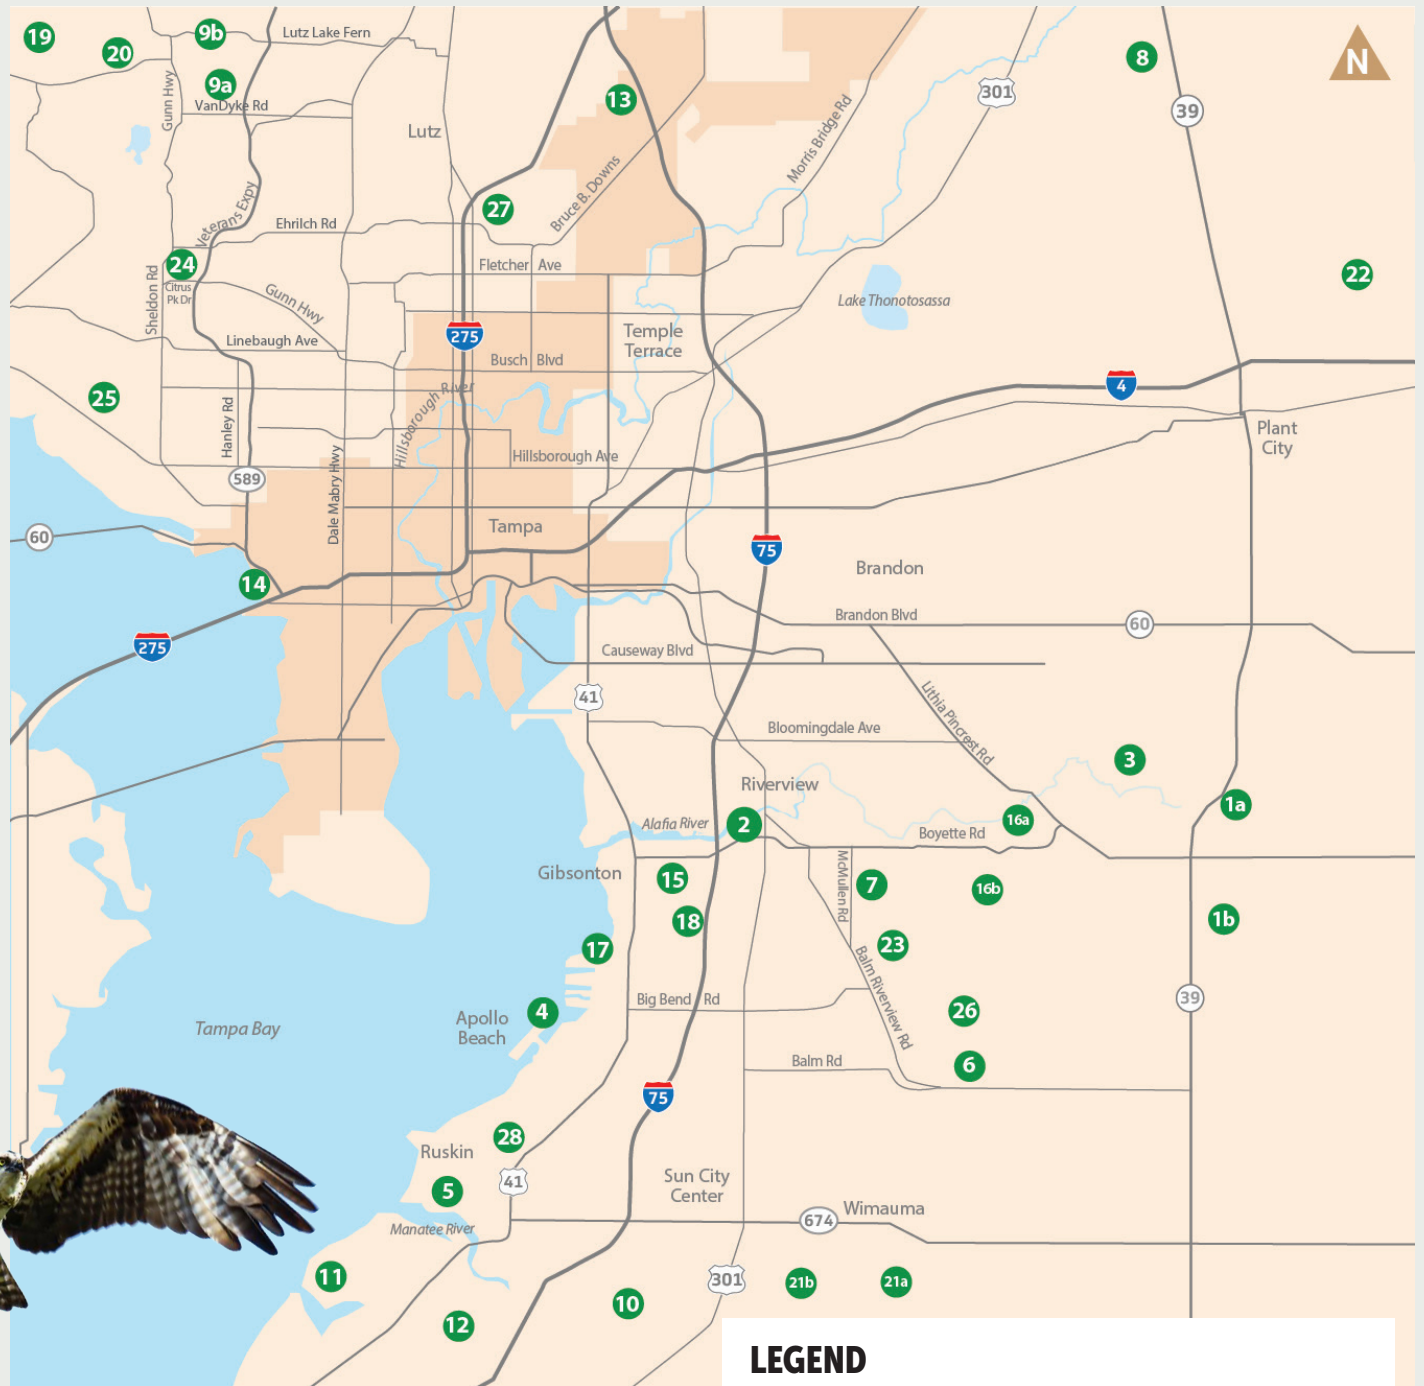 19
20
9b
Lutz Lake Fern
13
8
N
301
39
9a
Gunn Hwy
VanDyke Rd
Lutz
Morris Bridge Rd
Bruce B. Downs
27
Veterans Expy
Ehrilch Rd
24
Citrus
Pk Dr
Sheldon Rd
Gunn Hwy
Fletcher Ave
22
Lake Thonotosassa
275
Temple
Terrace
Linebaugh Ave
Busch Blvd
4
25
Hanley Rd
Hillsborough River
Plant
City
Hillsborough Ave
589
Dale Mabry Hwy
60
Tampa
75
Brandon
14
Brandon Blvd
60
275
Causeway Blvd
41
Lithia Pincrest Rd
Bloomingdale Ave
3
Riverview
1a
Alafia River
2
16a
Boyette Rd
Gibsonton
15
McMullen Rd
7
16b
18
1b
17
23
Balm Riverview Rd
Big Bend Rd
39
4
26
Apollo
Beach
Tampa Bay
Balm Rd
6
75
28
Ruskin
41
5
Sun City
Center
Manatee River
674
Wimauma
11
301
21b
21a
10
12
LEGEND